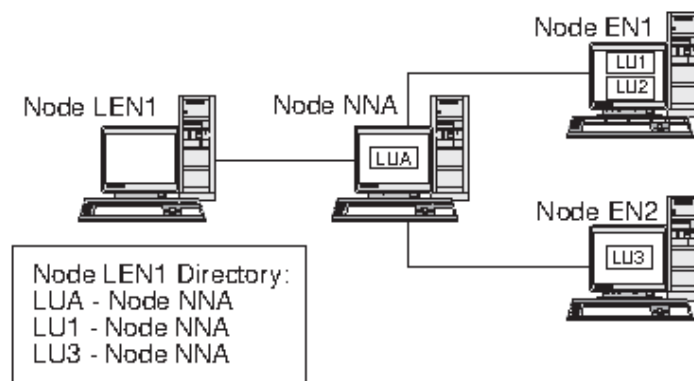 Node EN1
LU1
LU2
Node LEN1
Node NNA
LUA
Node EN2
LU3
Node LEN1 Directory:
LUA - Node NNA
LU1 - Node NNA
LU3 - Node NNA